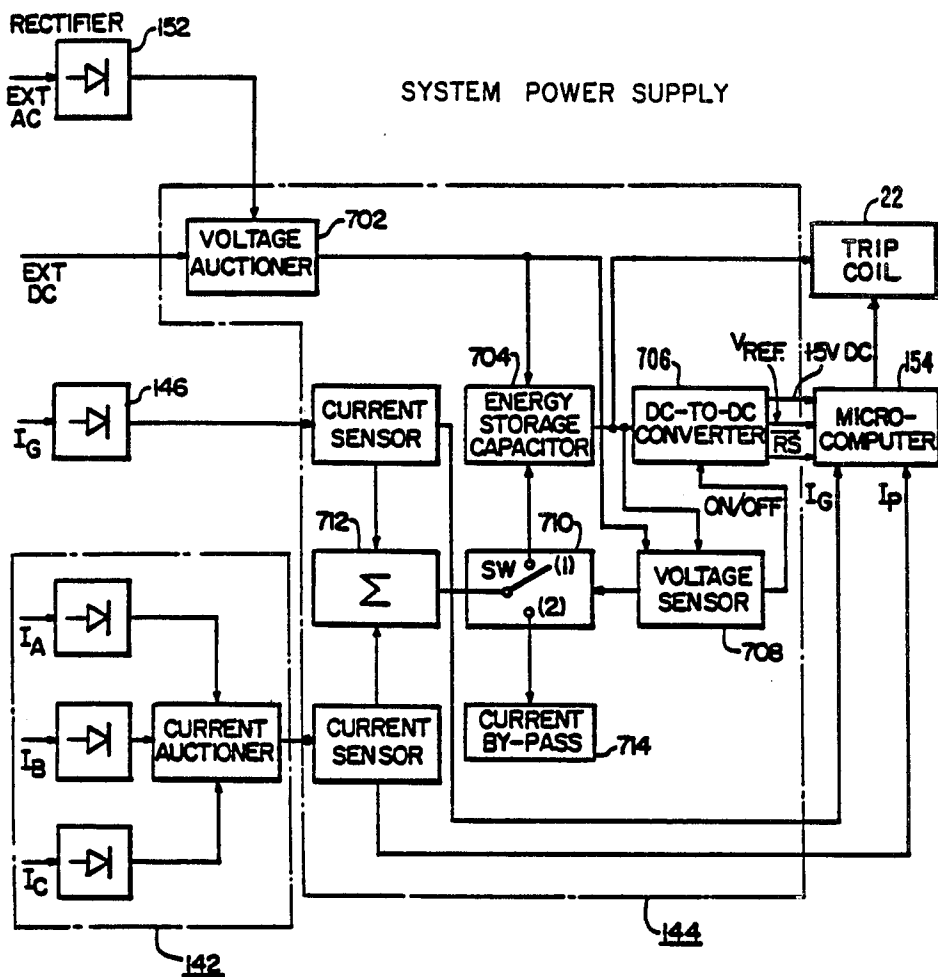 RECTIFIER
152
EXT
AC
SYSTEM POWER SUPPLY
702
VOLTAGE
AUCTIONER
EXT
DC
22
TRIP
COIL
704
ENERGY
STORAGE
CAPACITOR
706
DC-TO-DC
CONVERTER
VREF.
15V DC
RS
154
MICRO-
COMPUTER
146
IG
CURRENT
SENSOR
ON/OFF
IG
IP
712
Σ
710
SW
(1)
(2)
VOLTAGE
SENSOR
708
IA
IB
IC
CURRENT
AUCTIONER
CURRENT
SENSOR
CURRENT
BY-PASS
714
142
144